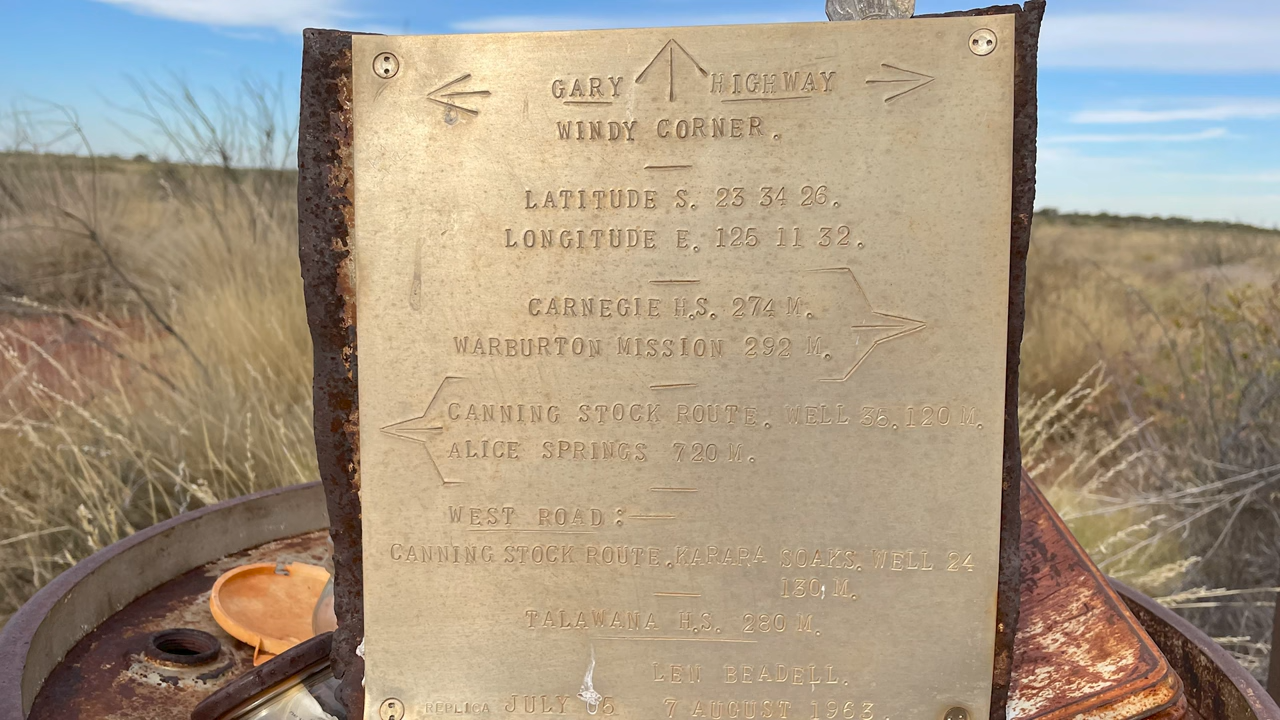 GARY HIGHWAY
WINDY CORNER.
LATITUDE S. 23 34 26.
LONGITUDE E. 125 11 32.
CARNEGIE H.S. 274 M.
WARBURTON MISSION 292 M.
CANNING STOCK ROUTE. WELL 35. 120 M.
ALICE SPRINGS 720 M.
WEST ROAD:—
CANNING STOCK ROUTE. KARARA SOAKS. WELL 24
130. M.
TALAWANA H.S. 280 M.
LEN BEADELL.
REPLICA JULY 05 7 AUGUST 1963.